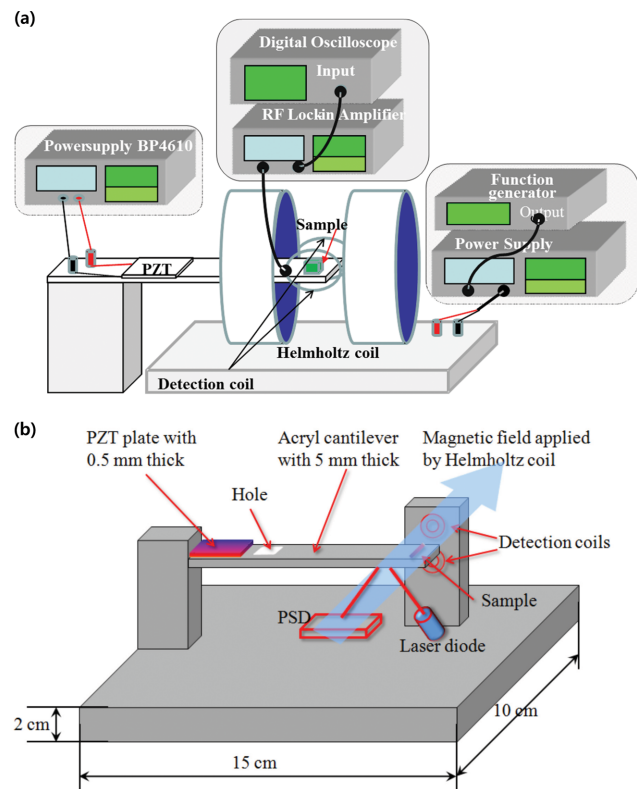 (a)
Digital Oscilloscope
Input
RF Lockin Amplifier
Powersupply BP4610
Function
generator
Output
Power Supply
Sample
PZT
Helmholtz coil
Detection coil
(b)
PZT plate with
0.5 mm thick
Acryl cantilever
with 5 mm thick
Magnetic field applied
by Helmholtz coil
Hole
Detection coils
Sample
PSD
Laser diode
2 cm
10 cm
15 cm